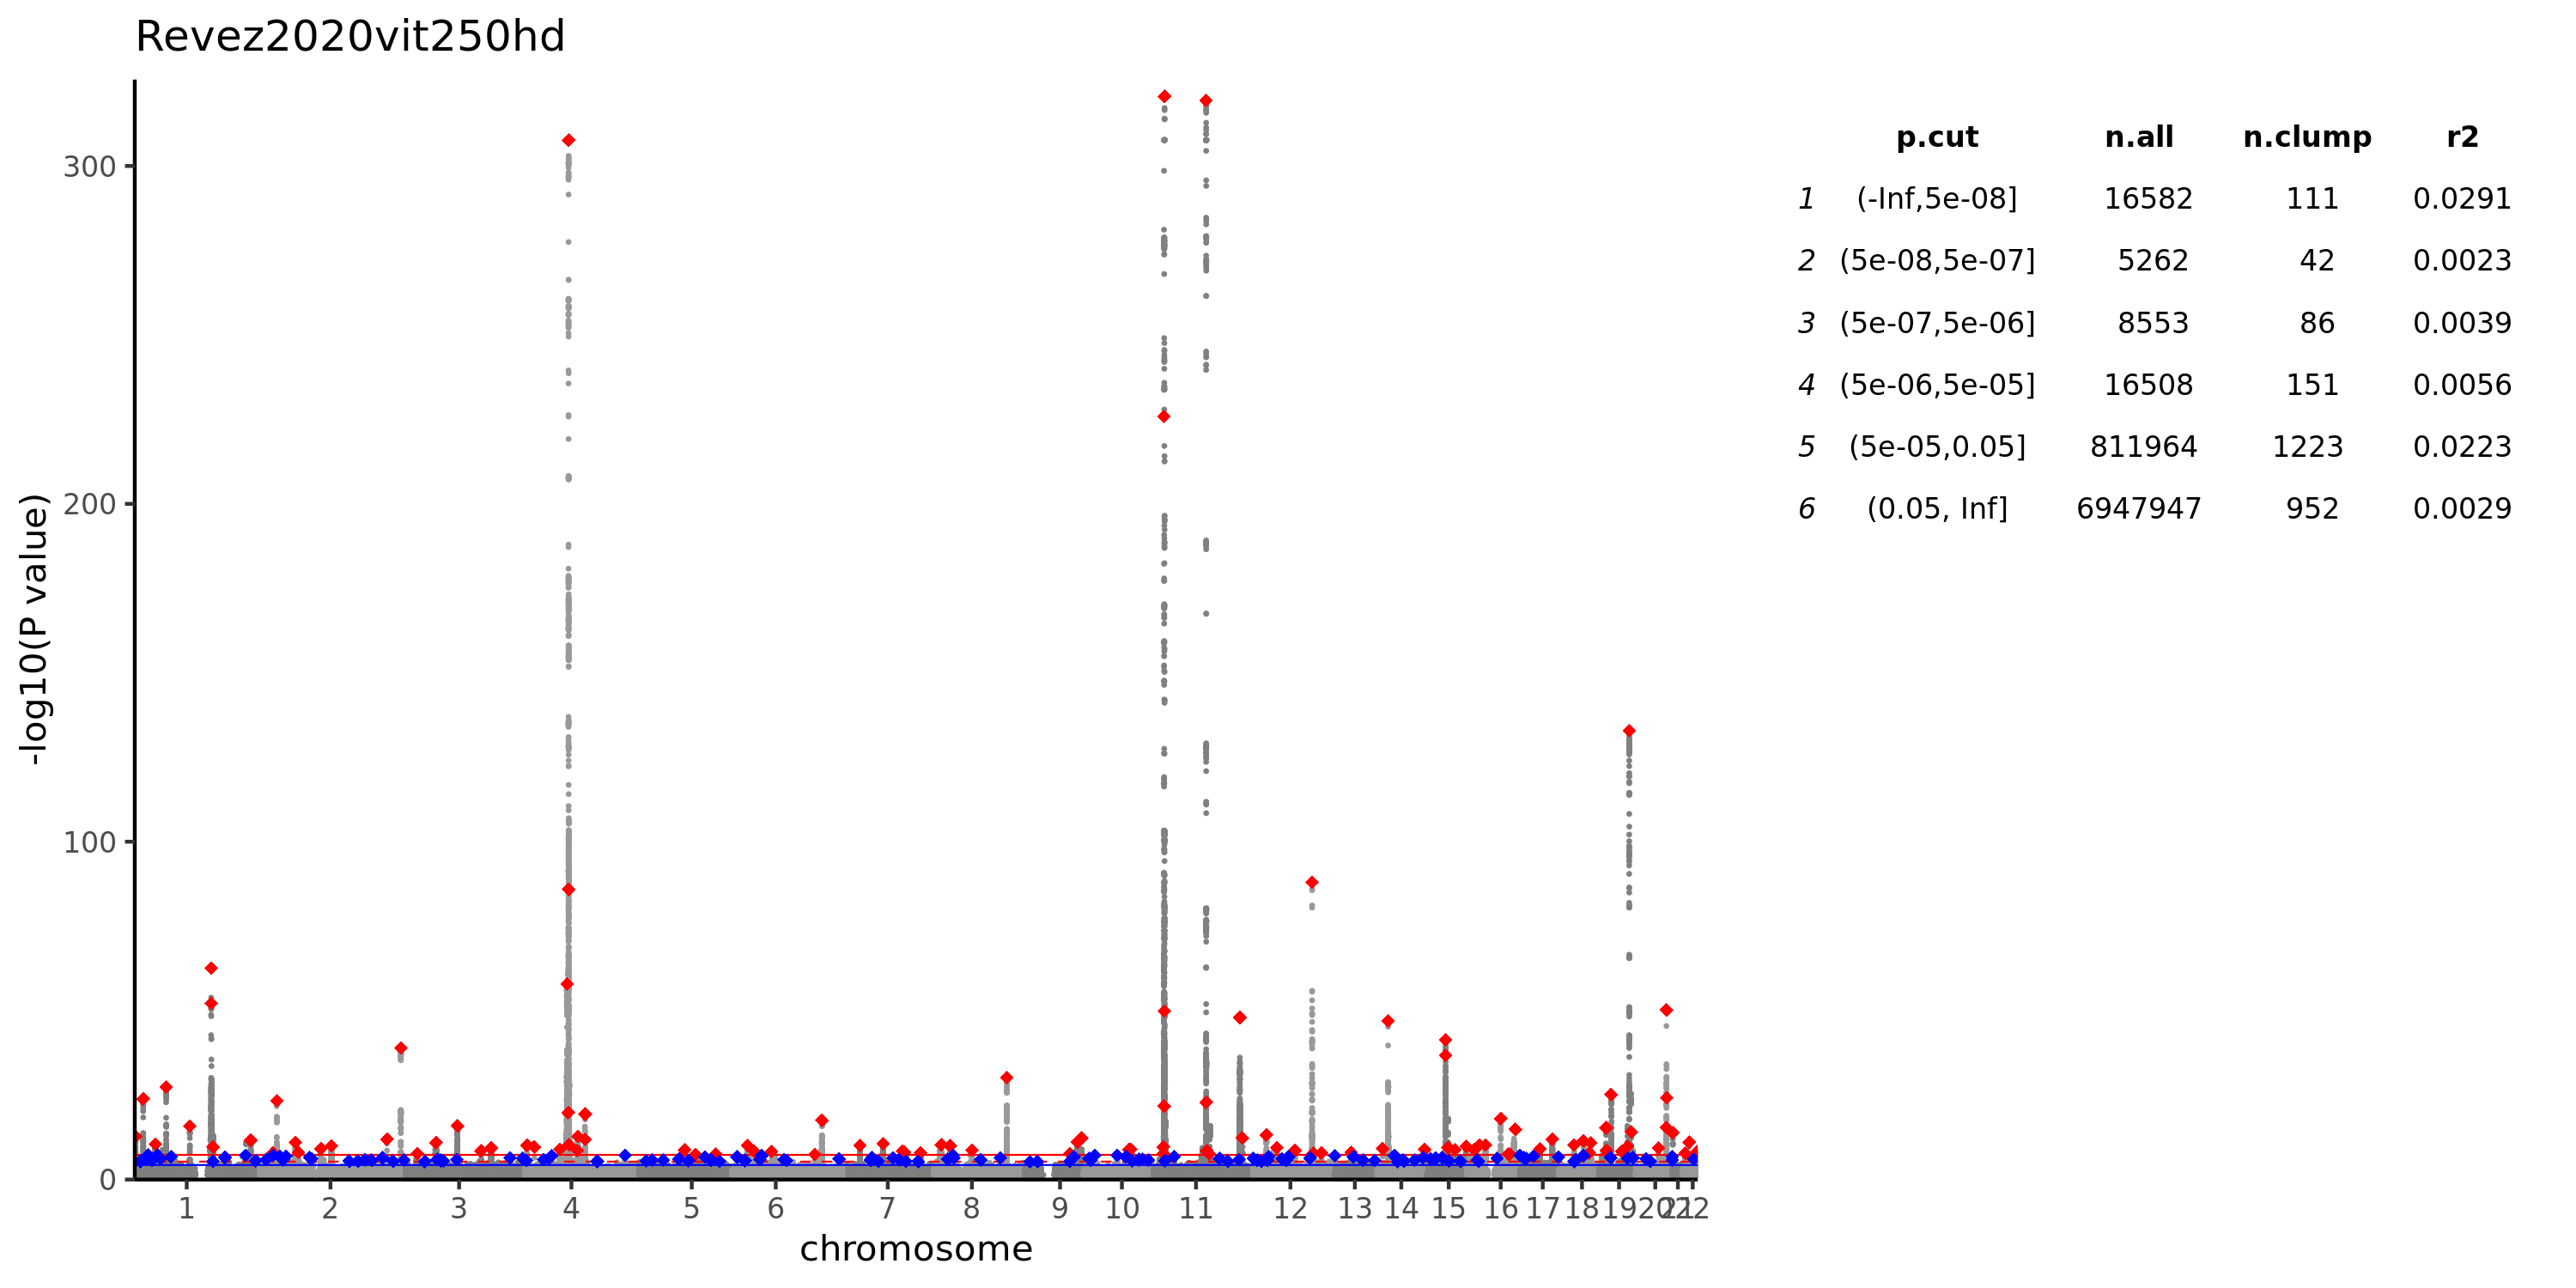 Revez2020vit250hd
-log10(P value)
300
200
100
0
1 2 3 4 5 6 7 8 9 10 11 12 13 14 15 16 17 18 19 20 21 22
chromosome
p.cut n.all n.clump r2
1 (-Inf,5e-08] 16582 111 0.0291
2 (5e-08,5e-07] 5262 42 0.0023
3 (5e-07,5e-06] 8553 86 0.0039
4 (5e-06,5e-05] 16508 151 0.0056
5 (5e-05,0.05] 811964 1223 0.0223
6 (0.05, Inf] 6947947 952 0.0029